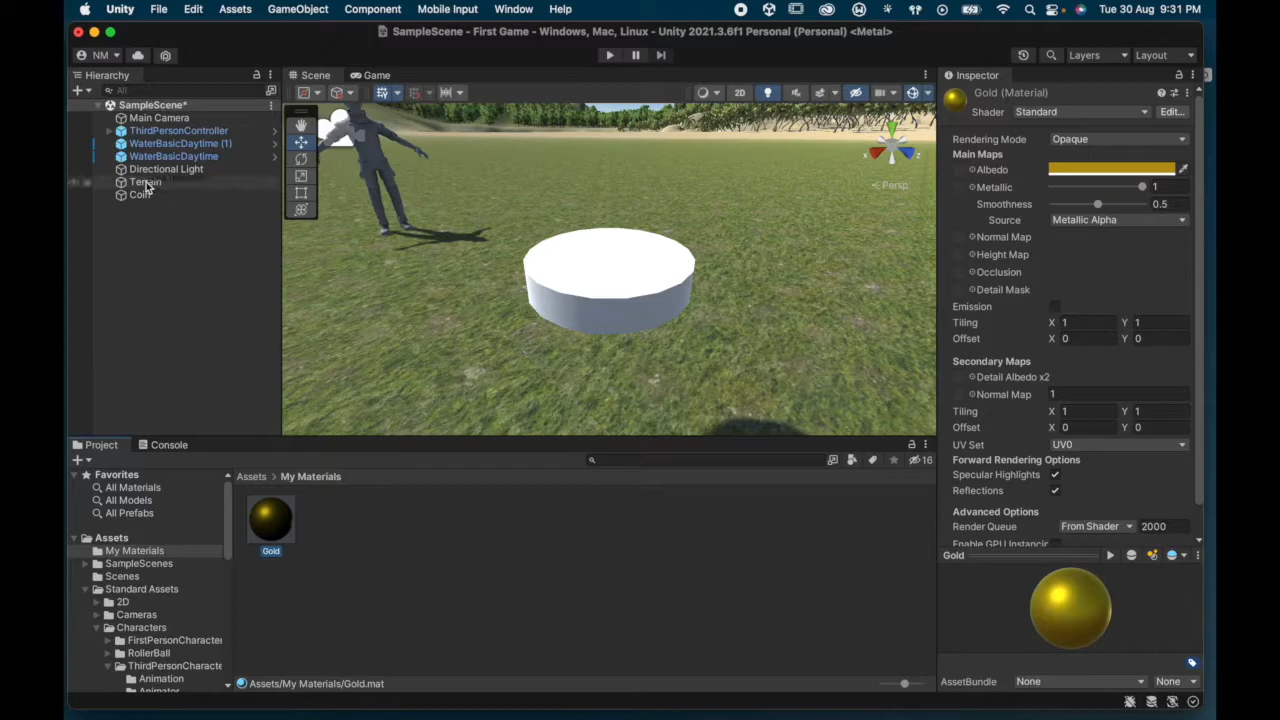 Unity File Edit Assets GameObject Component Mobile Input Window Help Tue 30 Aug 9:31 PM
SampleScene - First Game - Windows, Mac, Linux - Unity 2021.3.6f1 Personal (Personal) <Metal>
NM Layers Layout
Hierarchy
All
SampleScene*
Main Camera
ThirdPersonController
WaterBasicDaytime (1)
WaterBasicDaytime
Directional Light
Terrain
Coin
Scene Game
2D
x z
Persp
Inspector
Gold (Material)
Shader Standard Edit...
Rendering Mode Opaque
Main Maps
Albedo
Metallic 1
Smoothness 0.5
Source Metallic Alpha
Normal Map
Height Map
Occlusion
Detail Mask
Emission
Tiling X 1 Y 1
Offset X 0 Y 0
Secondary Maps
Detail Albedo x2
Normal Map 1
Tiling X 1 Y 1
Offset X 0 Y 0
UV Set UV0
Forward Rendering Options
Specular Highlights
Reflections
Advanced Options
Render Queue From Shader 2000
Gold
AssetBundle None None
Project Console
16
Favorites
All Materials
All Models
All Prefabs
Assets
My Materials
SampleScenes
Scenes
Standard Assets
2D
Cameras
Characters
FirstPersonCharacter
RollerBall
ThirdPersonCharacte
Animation
Assets > My Materials
Gold
Assets/My Materials/Gold.mat